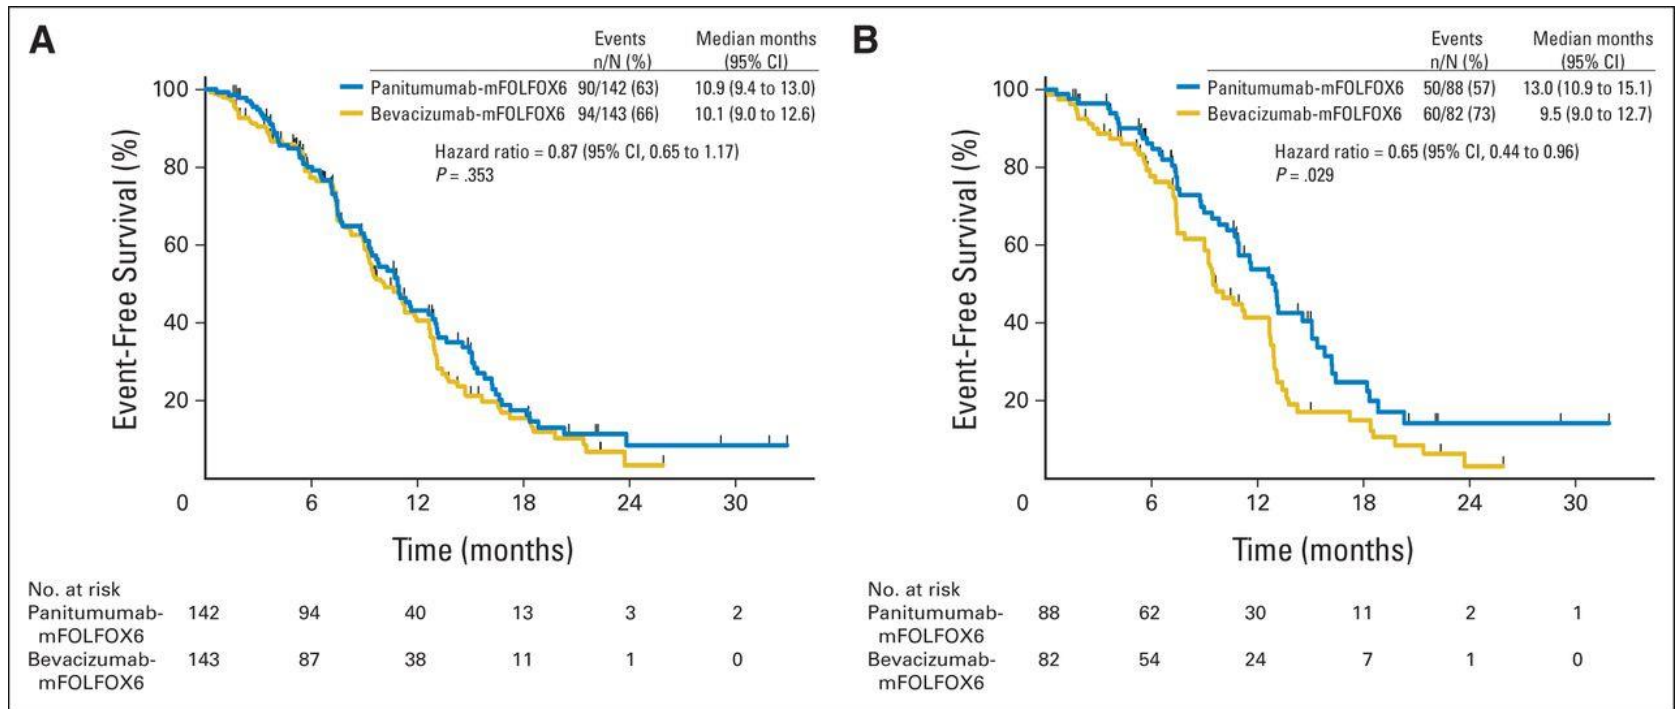 A
Events Median months
n/N (%) (95% CI)
Panitumumab-mFOLFOX6 90/142 (63) 10.9 (9.4 to 13.0)
Bevacizumab-mFOLFOX6 94/143 (66) 10.1 (9.0 to 12.6)
Hazard ratio = 0.87 (95% CI, 0.65 to 1.17)
P = .353
Event-Free Survival (%)
100
80
60
40
20
0 6 12 18 24 30
Time (months)
No. at risk
Panitumumab- 142 94 40 13 3 2
mFOLFOX6
Bevacizumab- 143 87 38 11 1 0
mFOLFOX6
B
Events Median months
n/N (%) (95% CI)
Panitumumab-mFOLFOX6 50/88 (57) 13.0 (10.9 to 15.1)
Bevacizumab-mFOLFOX6 60/82 (73) 9.5 (9.0 to 12.7)
Hazard ratio = 0.65 (95% CI, 0.44 to 0.96)
P = .029
Event-Free Survival (%)
100
80
60
40
20
0 6 12 18 24 30
Time (months)
No. at risk
Panitumumab- 88 62 30 11 2 1
mFOLFOX6
Bevacizumab- 82 54 24 7 1 0
mFOLFOX6